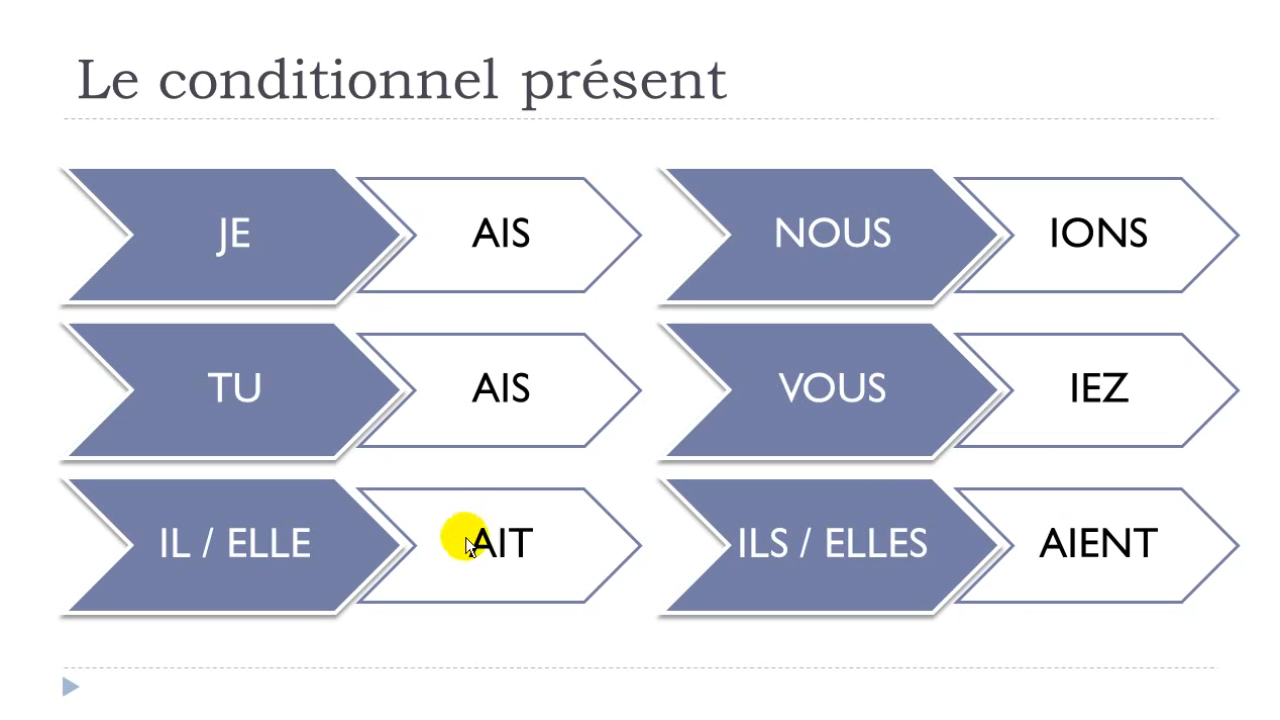 Le conditionnel présent
JE AIS NOUS IONS
TU AIS VOUS IEZ
IL / ELLE AIT ILS / ELLES AIENT